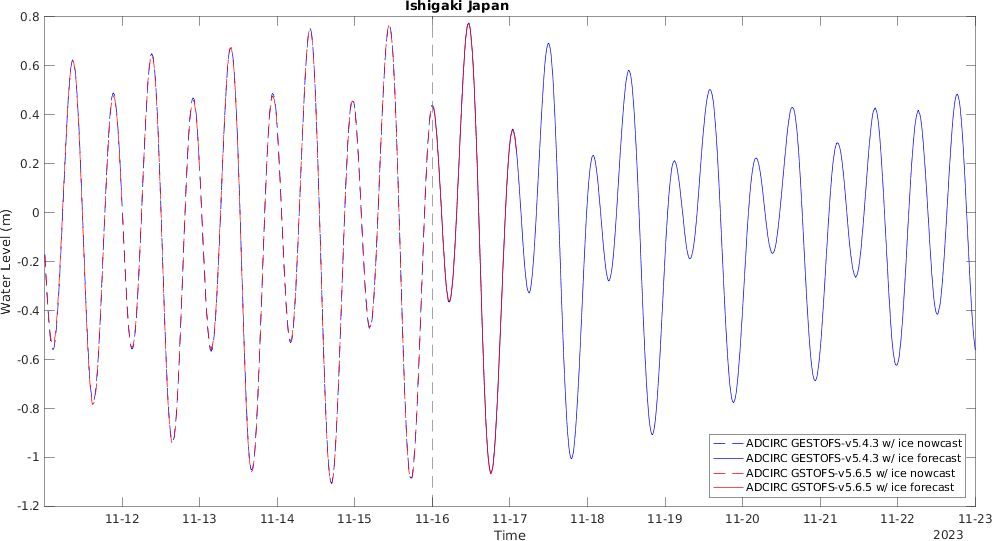 Ishigaki Japan
0.8
0.6
0.4
0.2
0
-0.2
-0.4
-0.6
-0.8
-1
-1.2
Water Level (m)
ADCIRC GESTOFS-v5.4.3 w/ ice nowcast
ADCIRC GESTOFS-v5.4.3 w/ ice forecast
ADCIRC GSTOFS-v5.6.5 w/ ice nowcast
ADCIRC GSTOFS-v5.6.5 w/ ice forecast
11-12 11-13 11-14 11-15 11-16 11-17 11-18 11-19 11-20 11-21 11-22 11-23
Time
2023